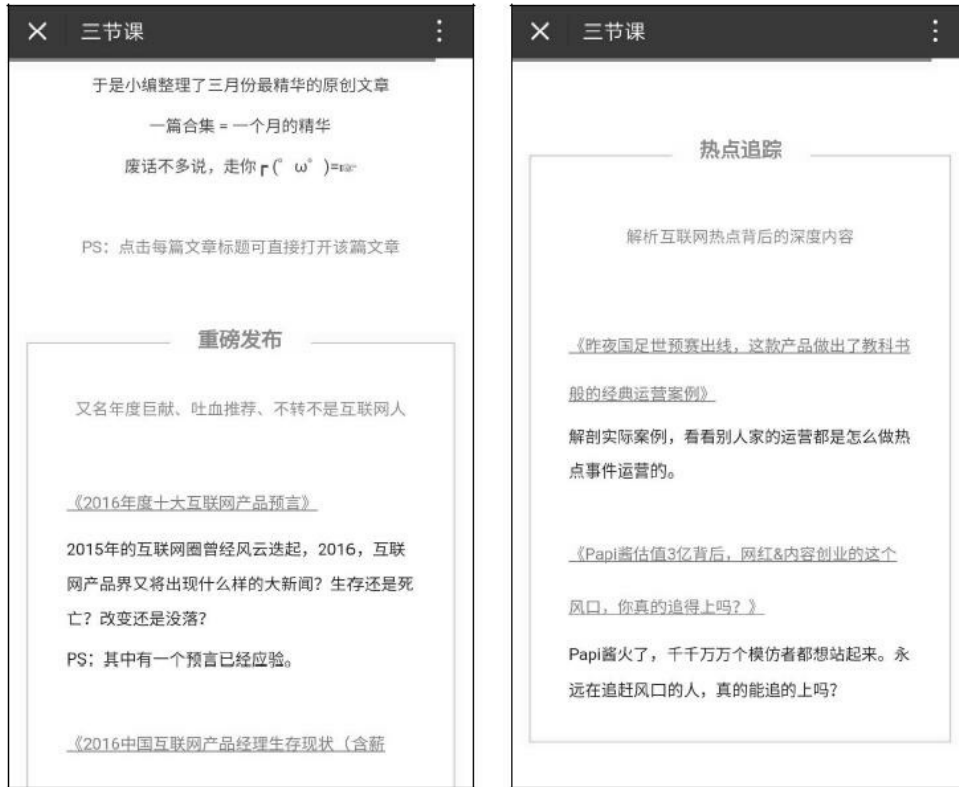 三节课
于是小编整理了三月份最精华的原创文章
一篇合集 = 一个月的精华
废话不多说，走你┏(゜ω゜)=☞
PS：点击每篇文章标题可直接打开该篇文章
重磅发布
又名年度巨献、吐血推荐、不转不是互联网人
《2016年度十大互联网产品预言》
2015年的互联网圈曾经风云迭起，2016，互联
网产品界又将出现什么样的大新闻？生存还是死
亡？改变还是没落？
PS：其中有一个预言已经应验。
《2016中国互联网产品经理生存现状（含薪
三节课
热点追踪
解析互联网热点背后的深度内容
《昨夜国足世预赛出线，这款产品做出了教科书
般的经典运营案例》
解剖实际案例，看看别人家的运营都是怎么做热
点事件运营的。
《Papi酱估值3亿背后，网红&内容创业的这个
风口，你真的追得上吗？》
Papi酱火了，千千万万个模仿者都想站起来。永
远在追赶风口的人，真的能追的上吗？